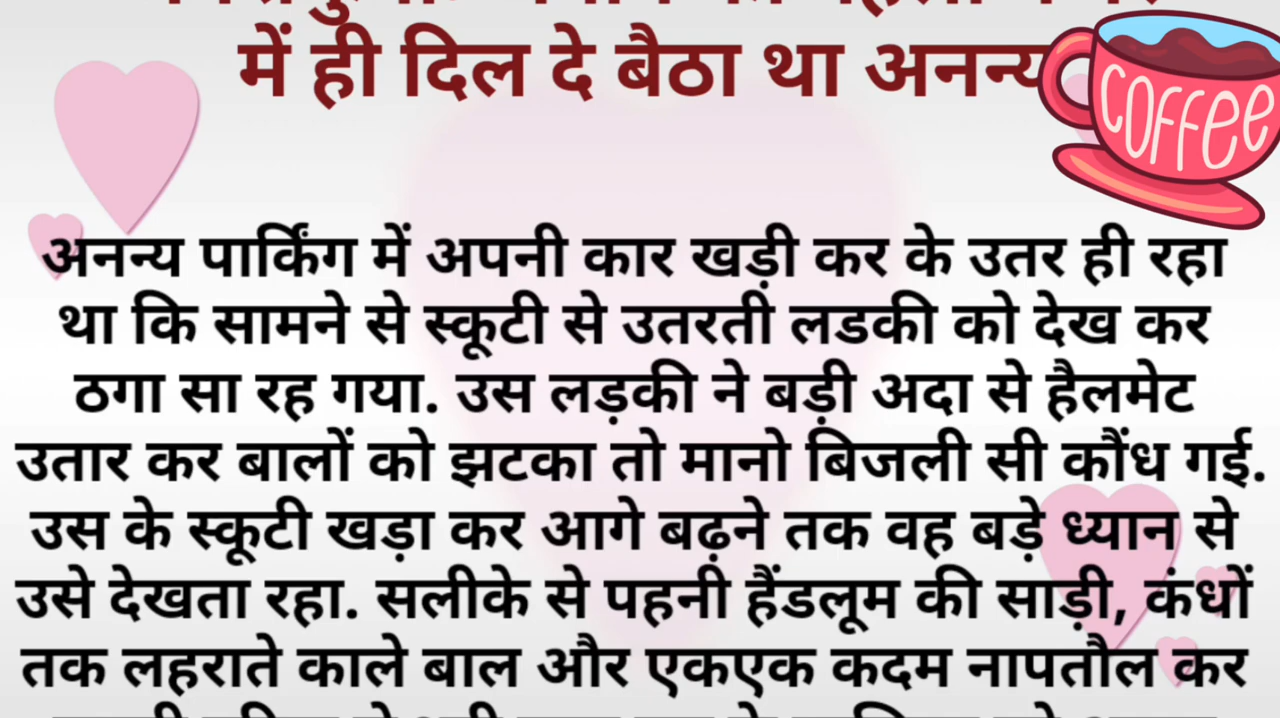 में ही दिल दे बैठा था अनन्य
COFFEE
अनन्य पार्किंग में अपनी कार खड़ी कर के उतर ही रहा
था कि सामने से स्कूटी से उतरती लडकी को देख कर
ठगा सा रह गया. उस लड़की ने बड़ी अदा से हैलमेट
उतार कर बालों को झटका तो मानो बिजली सी कौंध गई.
उस के स्कूटी खड़ा कर आगे बढ़ने तक वह बड़े ध्यान से
उसे देखता रहा. सलीके से पहनी हैंडलूम की साड़ी, कंधों
तक लहराते काले बाल और एकएक कदम नापतौल कर